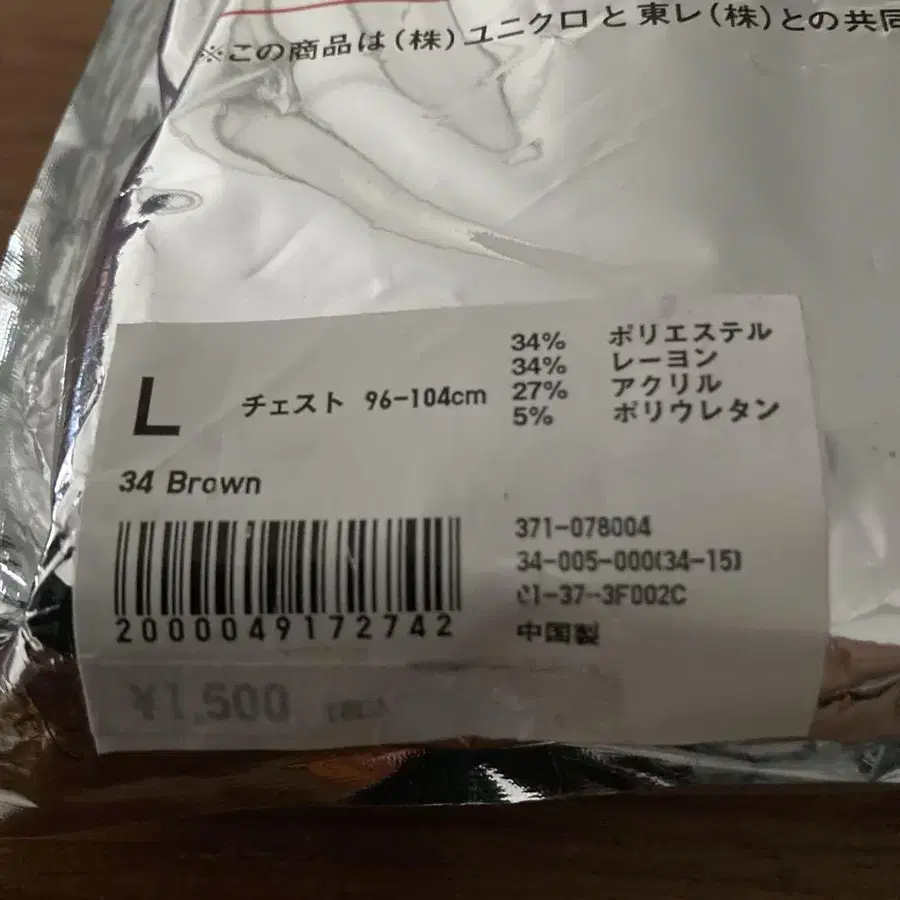 ※この商品は(株)ユニクロと東レ(株)との共同
L
チェスト 96-104cm
34% ポリエステル
34% レーヨン
27% アクリル
5% ポリウレタン
34 Brown
2000049172742
371-078004
34-005-000(34-15)
01-37-3F002C
中国製
¥1,500